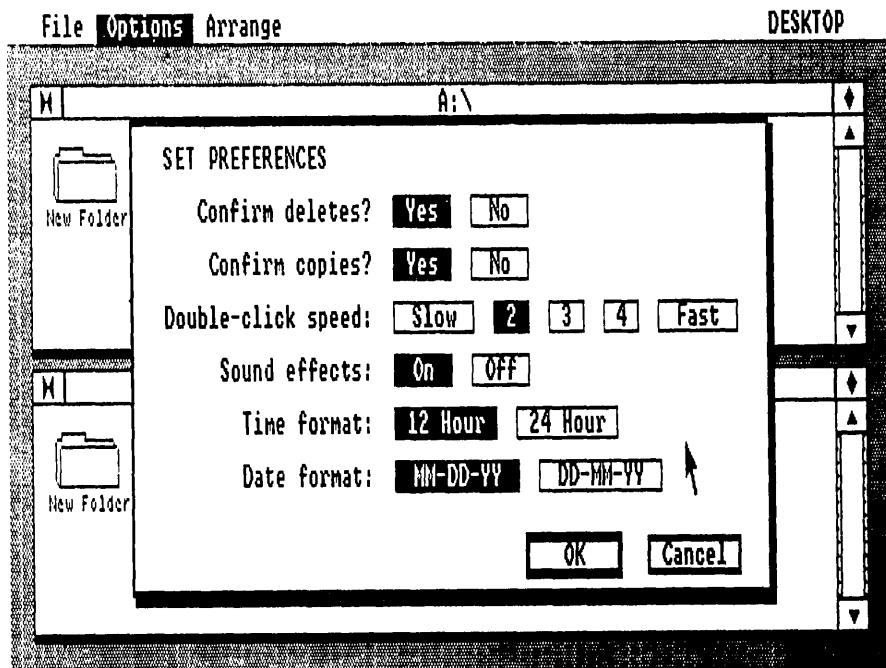 File Options Arrange DESKTOP
A:\
SET PREFERENCES
New Folder
Confirm deletes? Yes No
Confirm copies? Yes No
Double-click speed: Slow 2 3 4 Fast
Sound effects: On Off
Time format: 12 Hour 24 Hour
Date format: MM-DD-YY DD-MM-YY
New Folder
OK Cancel